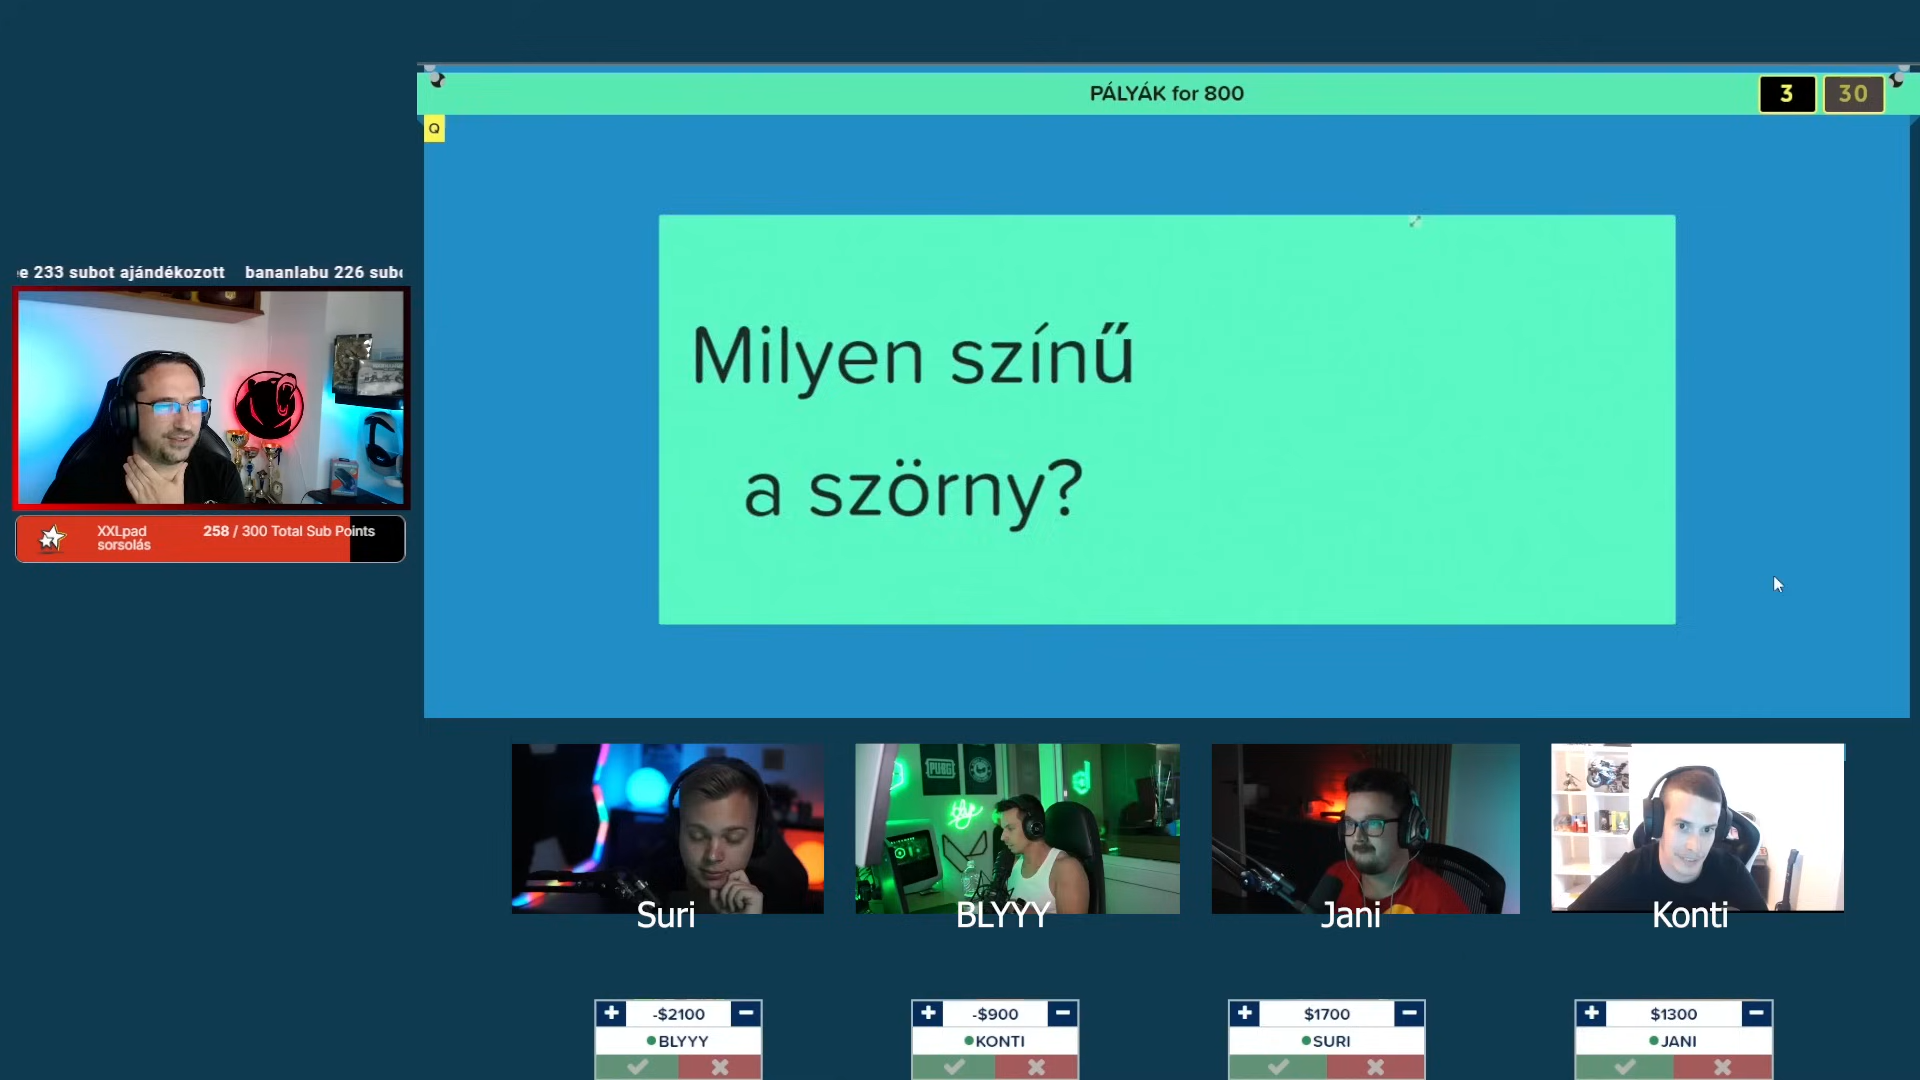 PÁLYÁK for 800
3
30
Q
e 233 subot ajándékozott bananlabu 226 sub
Milyen színű
a szörny?
XXLpad
sorsolás
258 / 300 Total Sub Points
PUBG
Suri
BLYYY
Jani
Konti
-$2100
BLYYY
-$900
KONTI
$1700
SURI
$1300
JANI